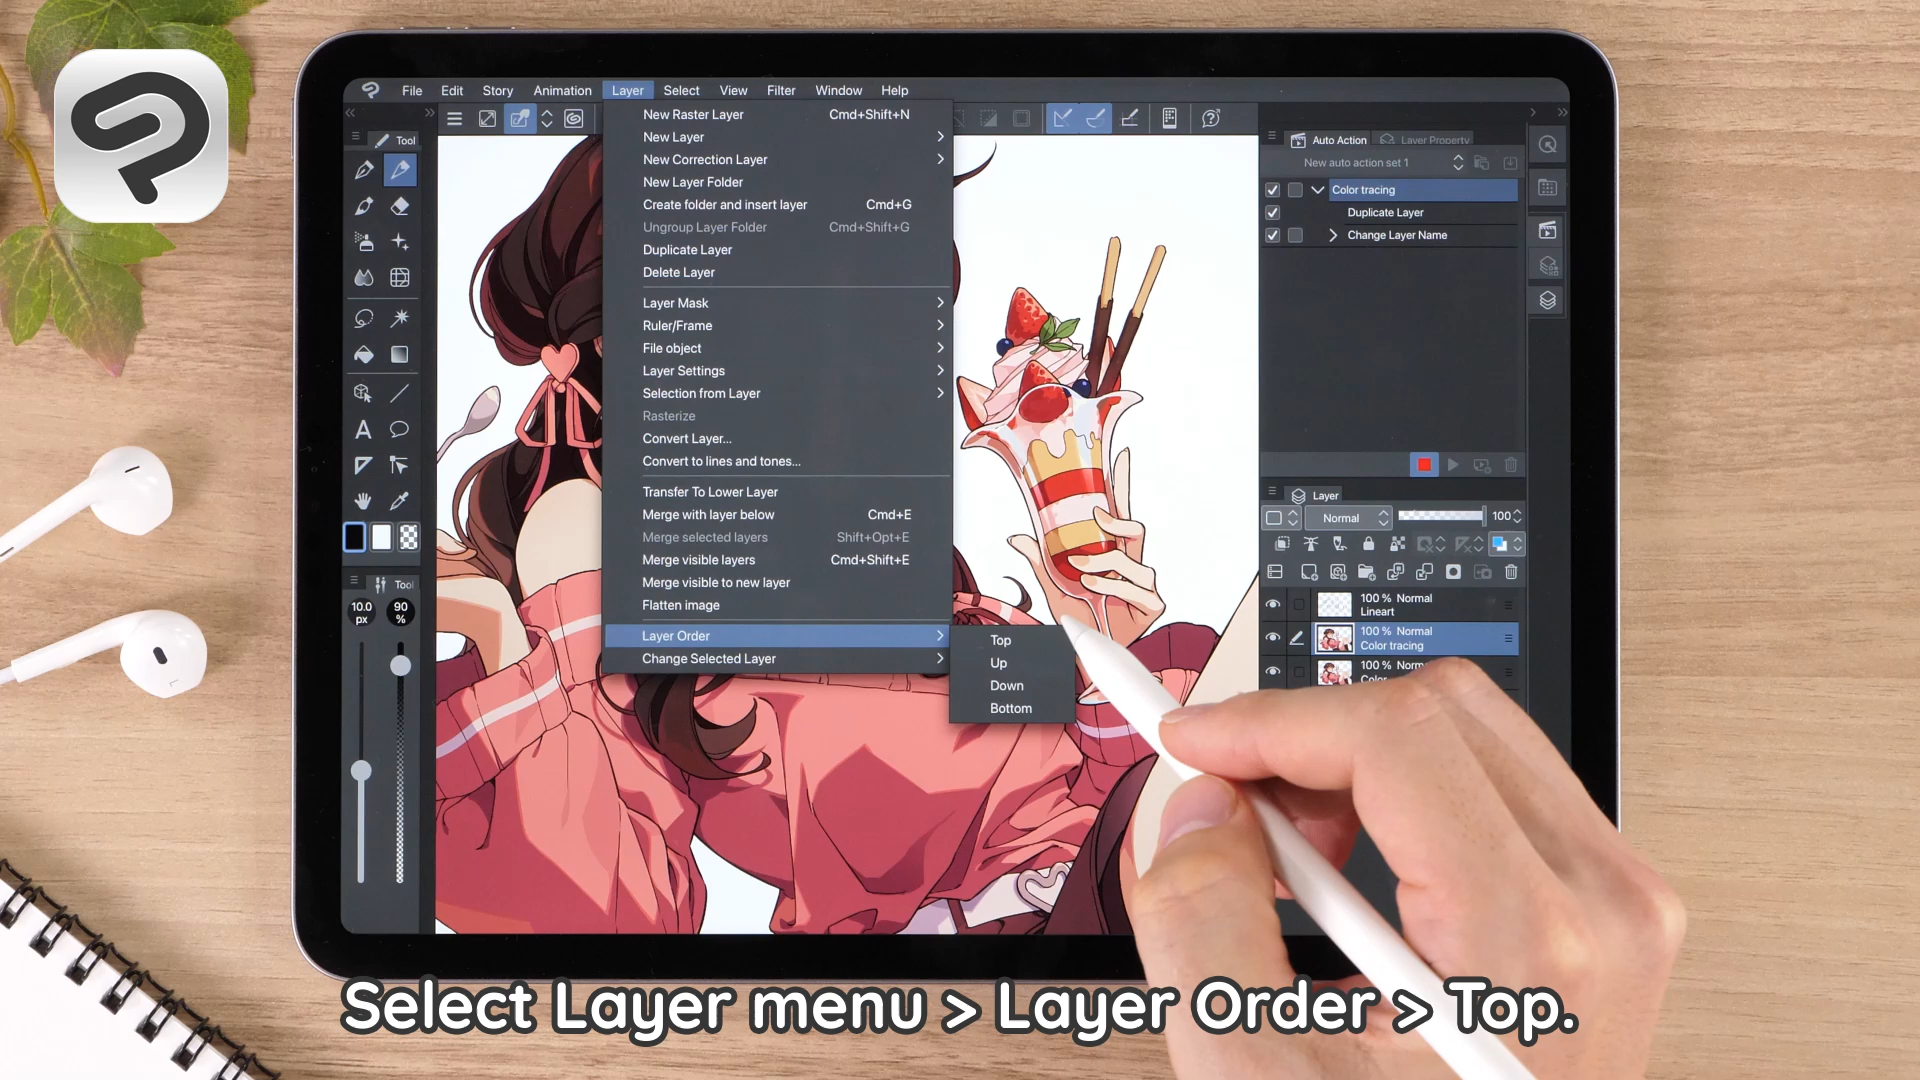 File Edit Story Animation Layer Select View Filter Window Help
Tool
10.0 px
90 %
Tool
New Raster Layer Cmd+Shift+N
New Layer
New Correction Layer
New Layer Folder
Create folder and insert layer Cmd+G
Ungroup Layer Folder Cmd+Shift+G
Duplicate Layer
Delete Layer
Layer Mask
Ruler/Frame
File object
Layer Settings
Selection from Layer
Rasterize
Convert Layer...
Convert to lines and tones...
Transfer To Lower Layer
Merge with layer below Cmd+E
Merge selected layers Shift+Opt+E
Merge visible layers Cmd+Shift+E
Merge visible to new layer
Flatten image
Layer Order
Change Selected Layer
Top
Up
Down
Bottom
Auto Action Layer Property
New auto action set 1
Color tracing
Duplicate Layer
Change Layer Name
Layer
Normal 100
100 % Normal
Lineart
100 % Normal
Color tracing
100 %
Select Layer menu > Layer Order > Top.